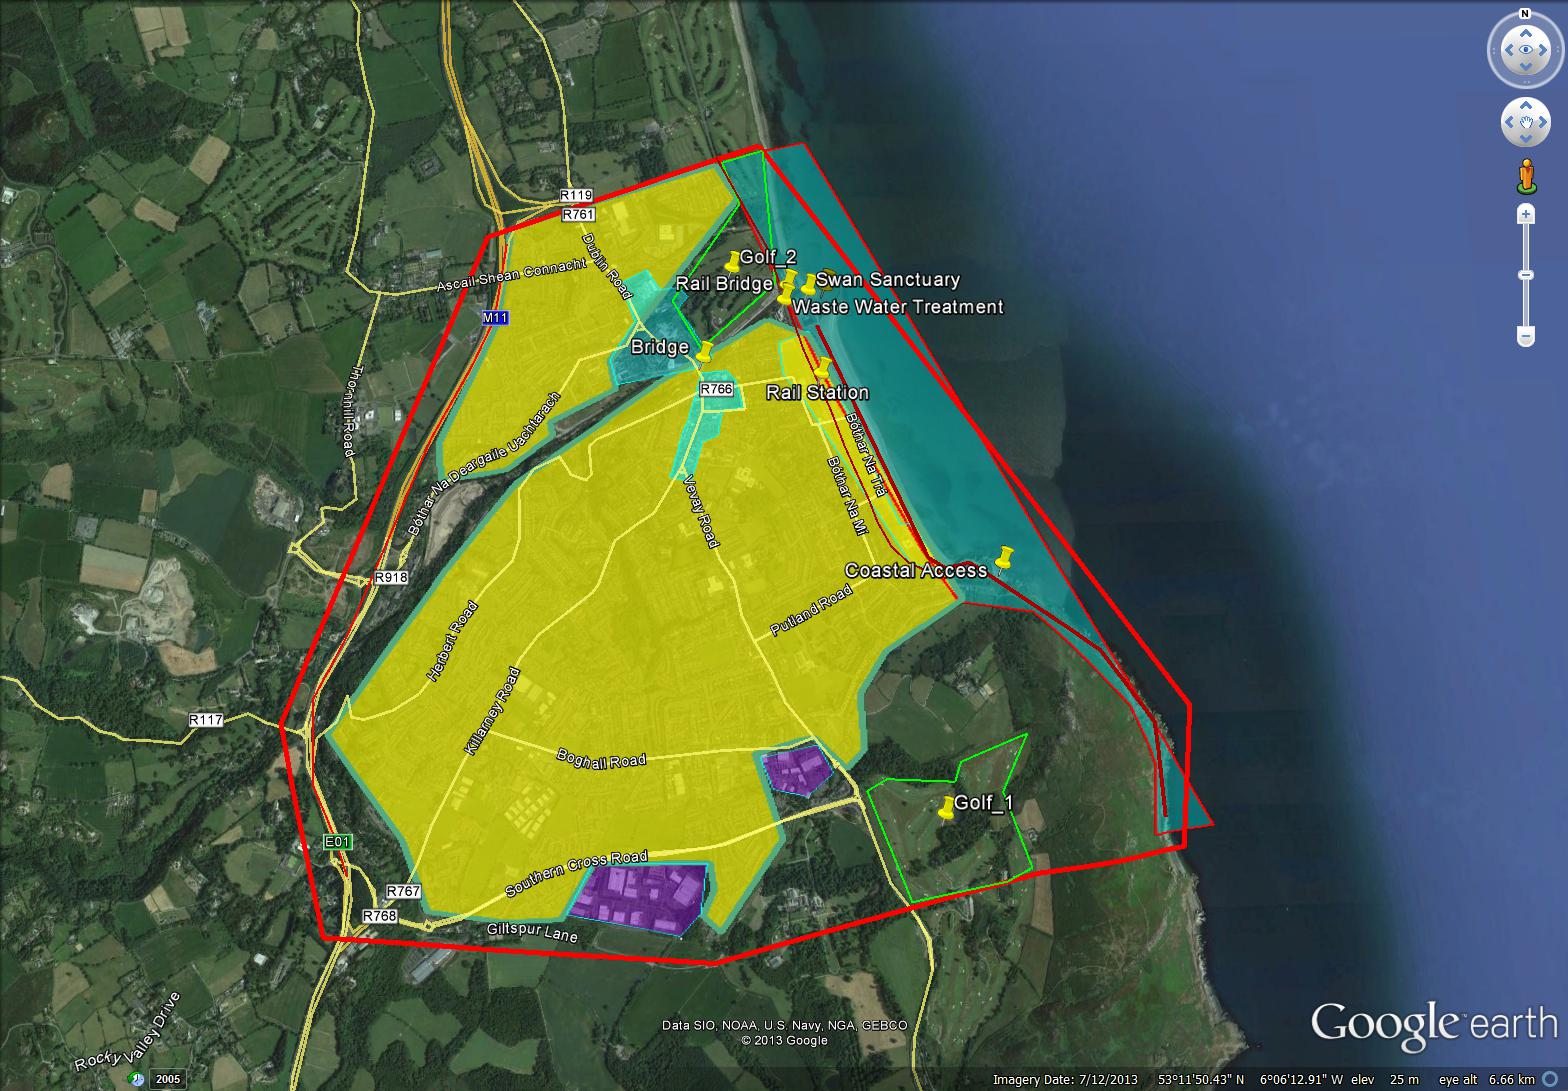 N
R119
R761
Dublin Road
Ascail Shean Connacht
Golf_2
Rail Bridge
Swan Sanctuary
Waste Water Treatment
M11
Bridge
Thornhill Road
R766
Rail Station
Bóthar Na Deargaile Uachtarach
Bóthar Na Trá
Bóthar Na Mí
Vevay Road
R918
Coastal Access
Putland Road
Herbert Road
R117
Killarney Road
Boghall Road
Golf_1
E01
Southern Cross Road
R767
R768
Giltspur Lane
Rocky Valley Drive
Data SIO, NOAA, U.S. Navy, NGA, GEBCO
© 2013 Google
Google earth
2005
Imagery Date: 7/12/2013 53°11'50.43" N 6°06'12.91" W elev 25 m eye alt 6.66 km